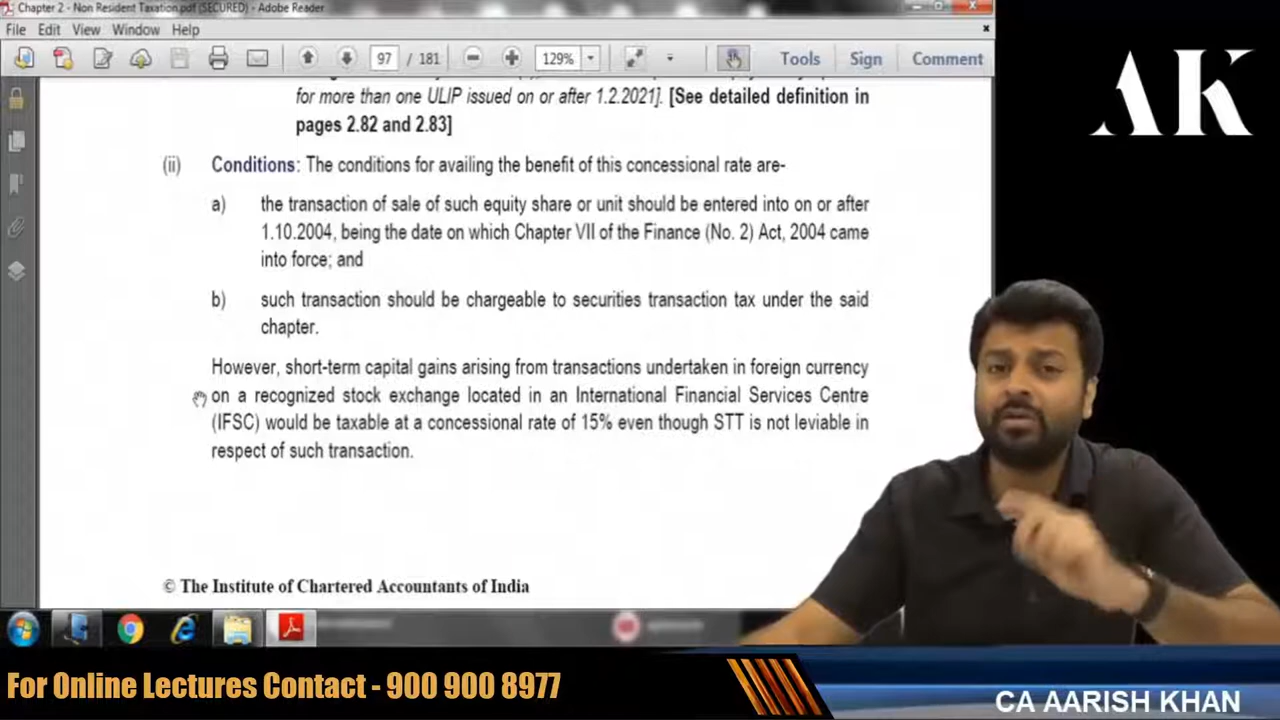 Chapter 2 - Non Resident Taxation.pdf (SECURED) - Adobe Reader
File Edit View Window Help
97 / 181 129% Tools Sign Comment
AK
for more than one ULIP issued on or after 1.2.2021]. [See detailed definition in
pages 2.82 and 2.83]
(ii) Conditions: The conditions for availing the benefit of this concessional rate are-
a) the transaction of sale of such equity share or unit should be entered into on or after
1.10.2004, being the date on which Chapter VII of the Finance (No. 2) Act, 2004 came
into force; and
b) such transaction should be chargeable to securities transaction tax under the said
chapter.
However, short-term capital gains arising from transactions undertaken in foreign currency
on a recognized stock exchange located in an International Financial Services Centre
(IFSC) would be taxable at a concessional rate of 15% even though STT is not leviable in
respect of such transaction.
© The Institute of Chartered Accountants of India
For Online Lectures Contact - 900 900 8977
CA AARISH KHAN